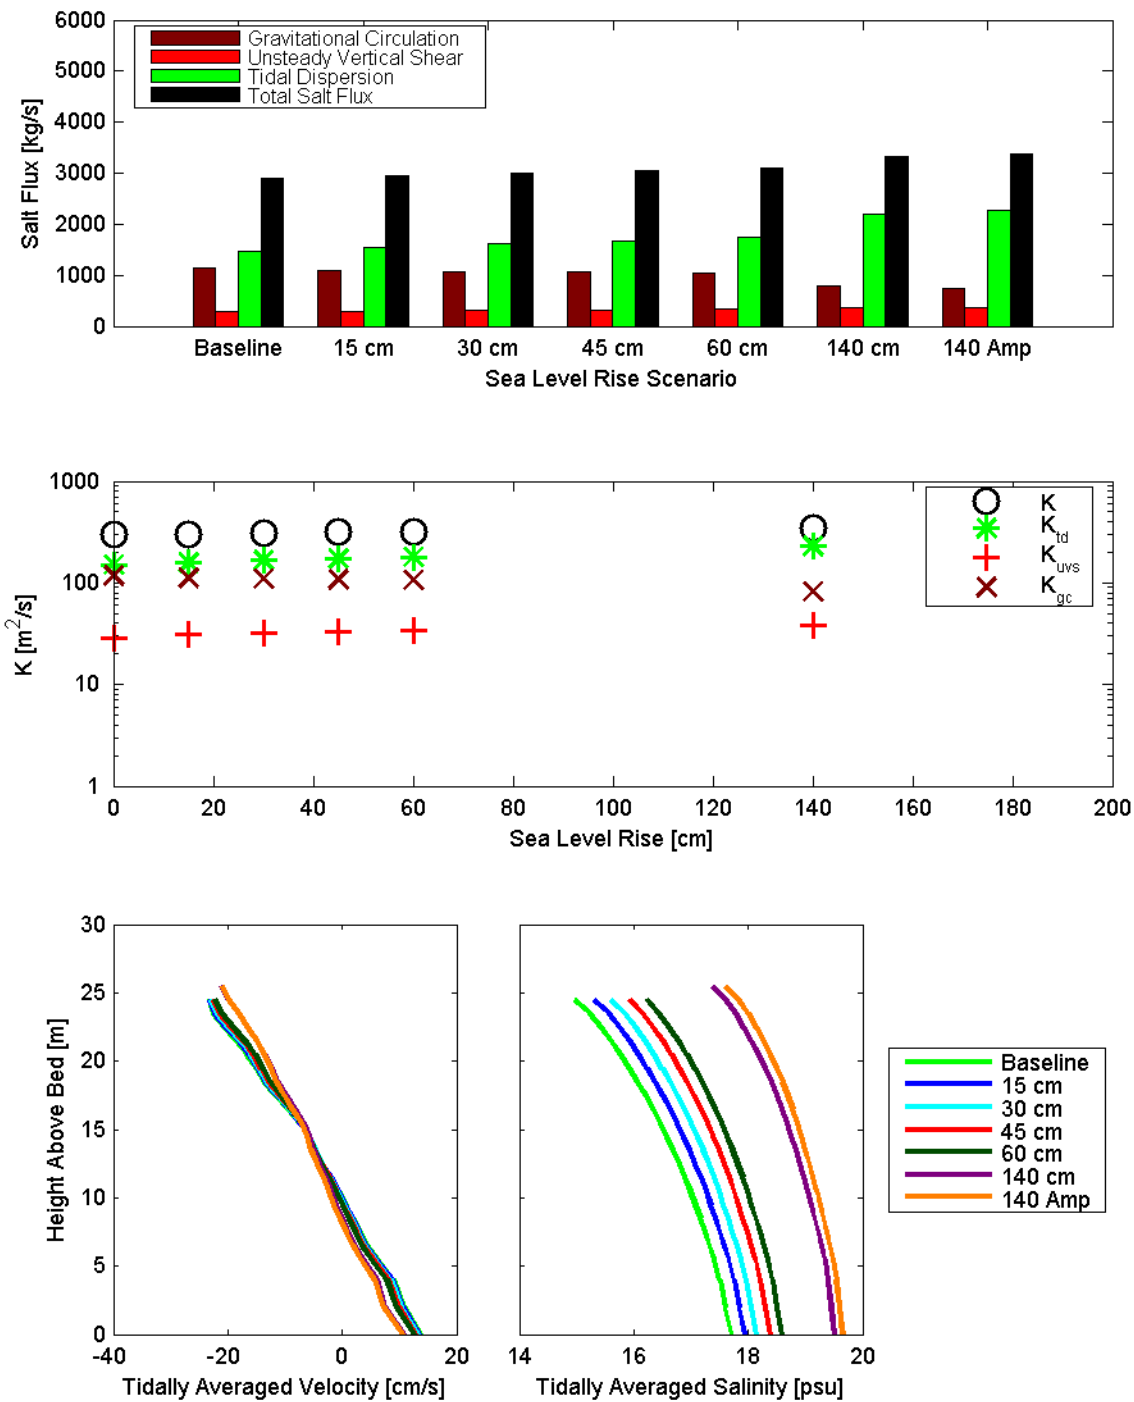 6000
5000
4000
3000
2000
1000
0
Salt Flux [kg/s]
Gravitational Circulation
Unsteady Vertical Shear
Tidal Dispersion
Total Salt Flux
Baseline 15 cm 30 cm 45 cm 60 cm 140 cm 140 Amp
Sea Level Rise Scenario
1000
100
10
1
K [m²/s]
K
K_td
K_uvs
K_gc
0 20 40 60 80 100 120 140 160 180 200
Sea Level Rise [cm]
30
25
20
15
10
5
0
Height Above Bed [m]
-40 -20 0 20
Tidally Averaged Velocity [cm/s]
14 16 18 20
Tidally Averaged Salinity [psu]
Baseline
15 cm
30 cm
45 cm
60 cm
140 cm
140 Amp